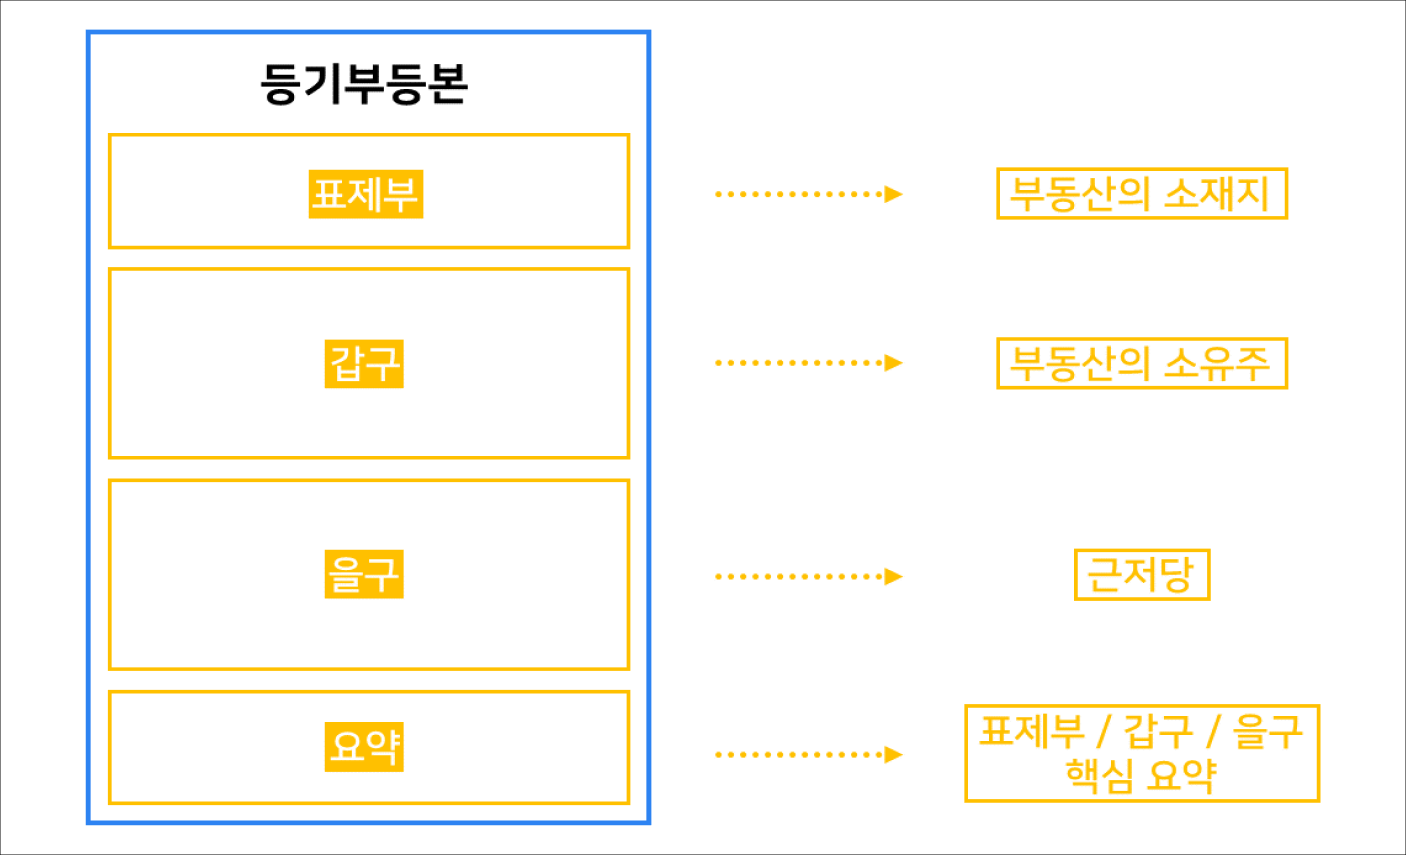 등기부등본
표제부
부동산의 소재지
갑구
부동산의 소유주
을구
근저당
요약
표제부 / 갑구 / 을구
핵심 요약